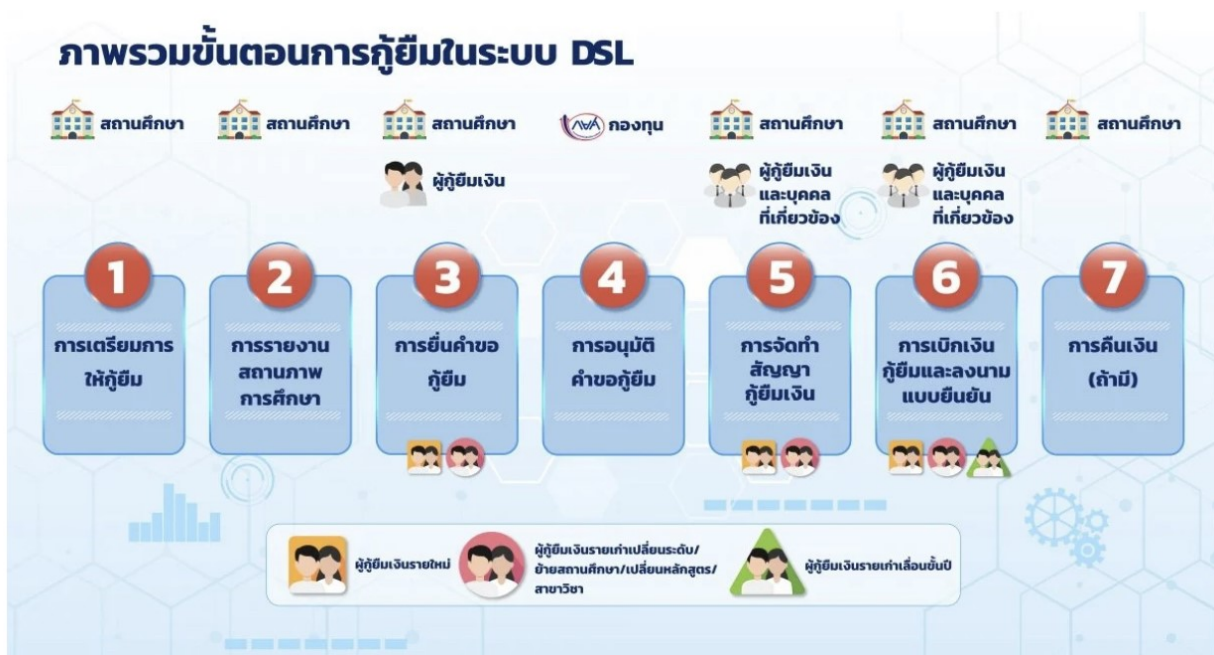 ภาพรวมขั้นตอนการกู้ยืมในระบบ DSL
สถานศึกษา
สถานศึกษา
สถานศึกษา
ผู้กู้ยืมเงิน
กยศ
กองทุน
สถานศึกษา
ผู้กู้ยืมเงิน
และบุคคล
ที่เกี่ยวข้อง
สถานศึกษา
ผู้กู้ยืมเงิน
และบุคคล
ที่เกี่ยวข้อง
สถานศึกษา
1
การเตรียมการ
ให้กู้ยืม
2
การรายงาน
สถานภาพ
การศึกษา
3
การยื่นคำขอ
กู้ยืม
4
การอนุมัติ
คำขอกู้ยืม
5
การจัดทำ
สัญญา
กู้ยืมเงิน
6
การเบิกเงิน
กู้ยืมและลงนาม
แบบยืนยัน
7
การคืนเงิน
(ถ้ามี)
ผู้กู้ยืมเงินรายใหม่
ผู้กู้ยืมเงินรายเก่าเปลี่ยนระดับ/
ย้ายสถานศึกษา/เปลี่ยนหลักสูตร/
สาขาวิชา
ผู้กู้ยืมเงินรายเก่าเลื่อนชั้นปี